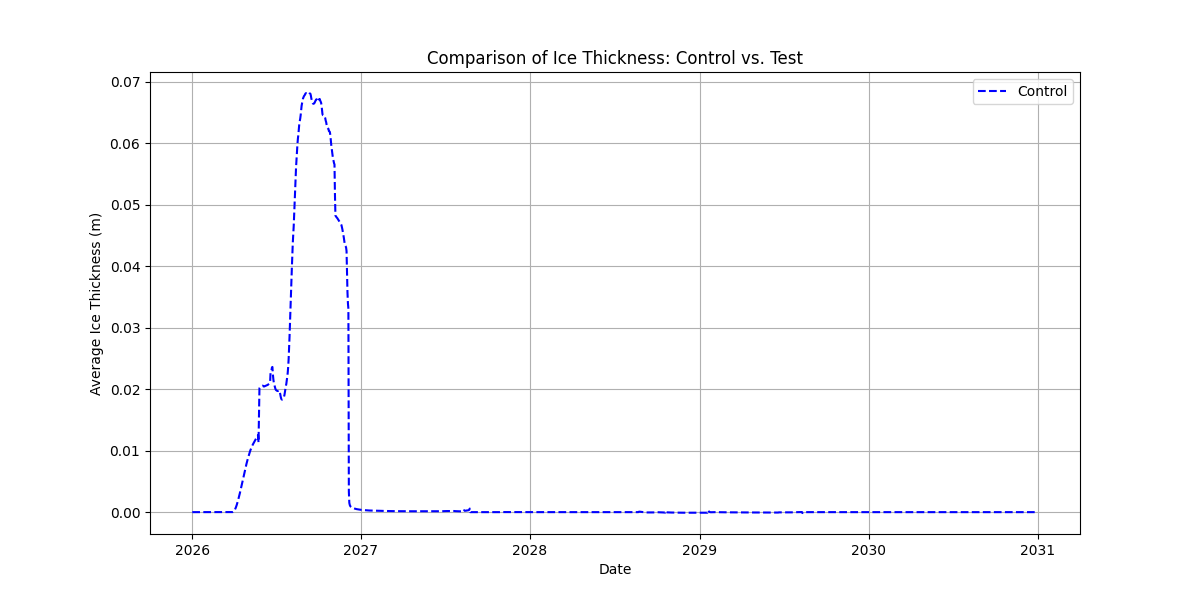 Comparison of Ice Thickness: Control vs. Test
Control
Average Ice Thickness (m)
0.07
0.06
0.05
0.04
0.03
0.02
0.01
0.00
2026 2027 2028 2029 2030 2031
Date